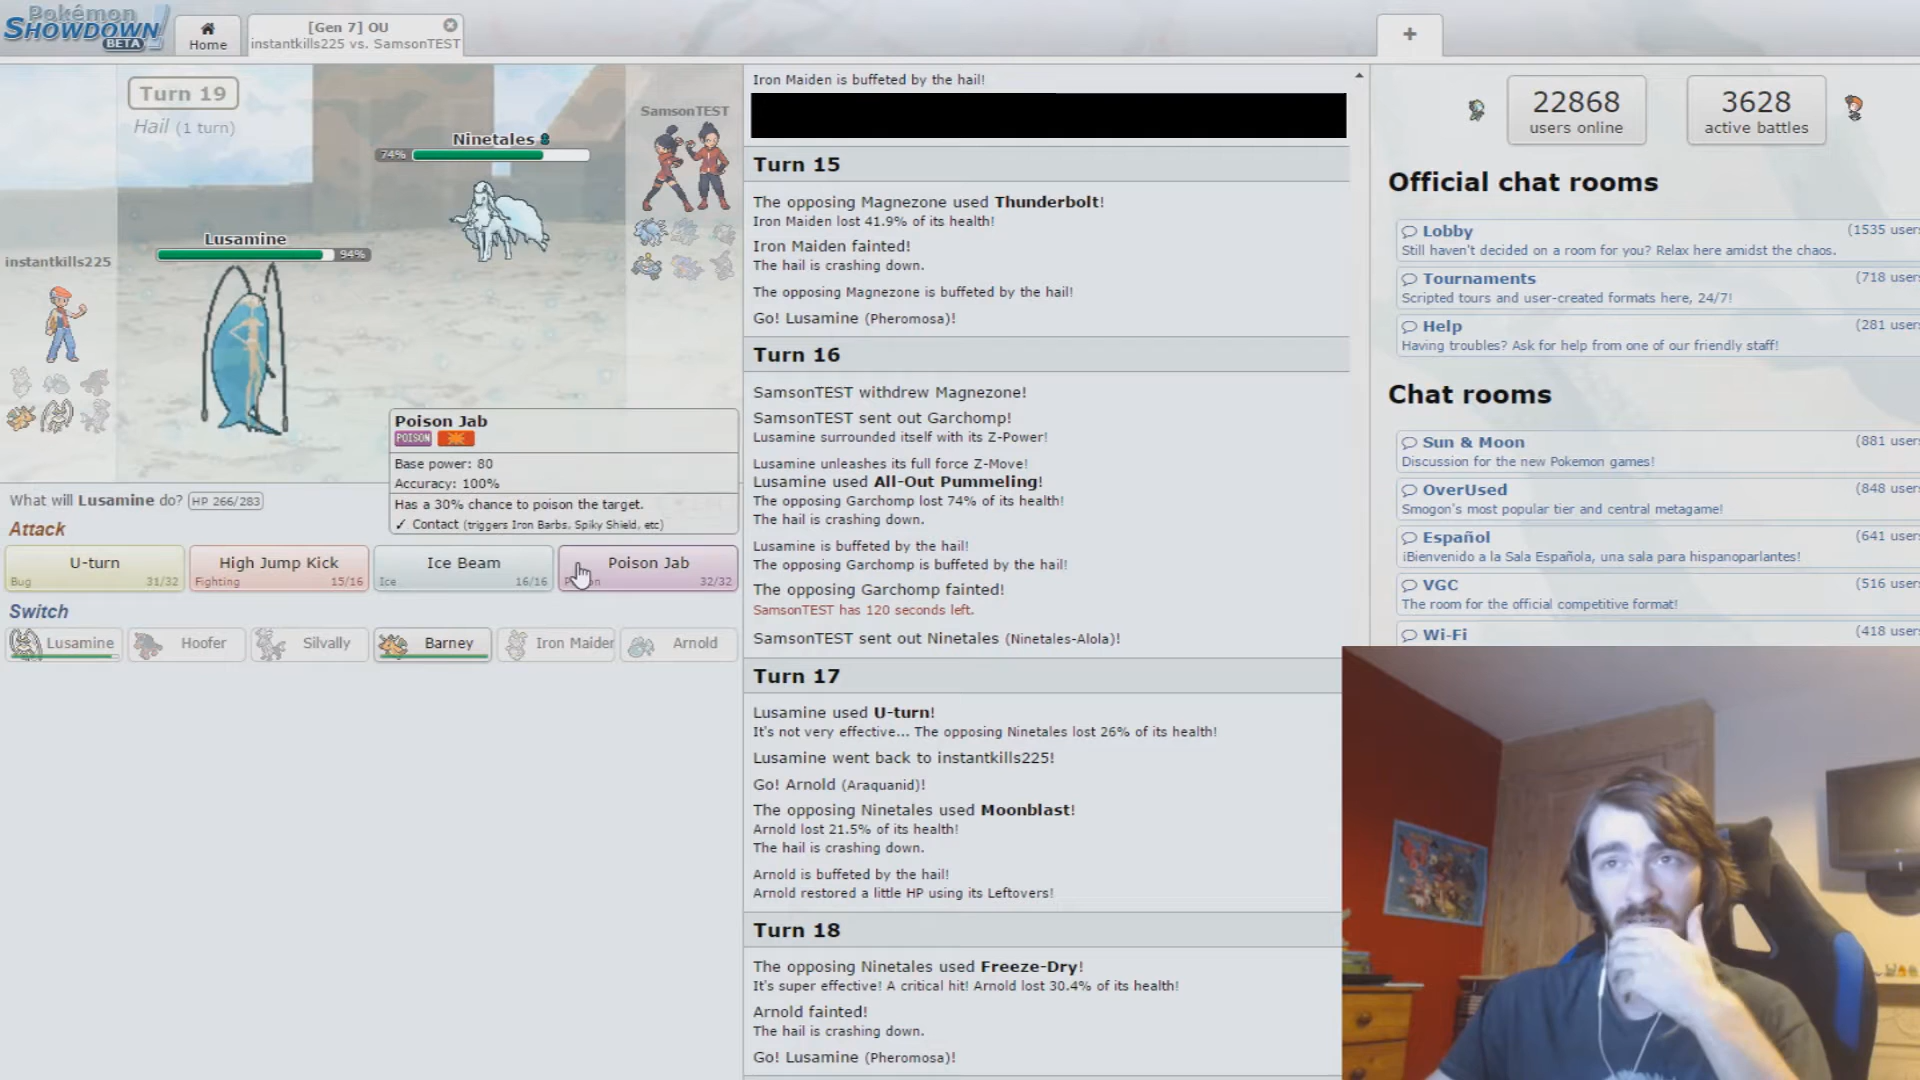 Pokémon
SHOWDOWN!
BETA
Home
[Gen 7] OU
instantkills225 vs. SamsonTEST
+
Turn 19
Hail (1 turn)
SamsonTEST
Ninetales
74%
Lusamine
94%
instantkills225
Poison Jab
POISON
Base power: 80
Accuracy: 100%
Has a 30% chance to poison the target.
✓ Contact (triggers Iron Barbs, Spiky Shield, etc)
What will Lusamine do? HP 266/283
Attack
U-turn
Bug 31/32
High Jump Kick
Fighting 15/16
Ice Beam
Ice 16/16
Poison Jab
32/32
Switch
Lusamine
Hoofer
Silvally
Barney
Iron Maiden
Arnold
Iron Maiden is buffeted by the hail!
Turn 15
The opposing Magnezone used Thunderbolt!
Iron Maiden lost 41.9% of its health!
Iron Maiden fainted!
The hail is crashing down.
The opposing Magnezone is buffeted by the hail!
Go! Lusamine (Pheromosa)!
Turn 16
SamsonTEST withdrew Magnezone!
SamsonTEST sent out Garchomp!
Lusamine surrounded itself with its Z-Power!
Lusamine unleashes its full force Z-Move!
Lusamine used All-Out Pummeling!
The opposing Garchomp lost 74% of its health!
The hail is crashing down.
Lusamine is buffeted by the hail!
The opposing Garchomp is buffeted by the hail!
The opposing Garchomp fainted!
SamsonTEST has 120 seconds left.
SamsonTEST sent out Ninetales (Ninetales-Alola)!
Turn 17
Lusamine used U-turn!
It's not very effective... The opposing Ninetales lost 26% of its health!
Lusamine went back to instantkills225!
Go! Arnold (Araquanid)!
The opposing Ninetales used Moonblast!
Arnold lost 21.5% of its health!
The hail is crashing down.
Arnold is buffeted by the hail!
Arnold restored a little HP using its Leftovers!
Turn 18
The opposing Ninetales used Freeze-Dry!
It's super effective! A critical hit! Arnold lost 30.4% of its health!
Arnold fainted!
The hail is crashing down.
Go! Lusamine (Pheromosa)!
22868
users online
3628
active battles
Official chat rooms
Lobby (1535 users
Still haven't decided on a room for you? Relax here amidst the chaos.
Tournaments (718 user
Scripted tours and user-created formats here, 24/7!
Help (281 user
Having troubles? Ask for help from one of our friendly staff!
Chat rooms
Sun & Moon (881 user
Discussion for the new Pokemon games!
OverUsed (848 user
Smogon's most popular tier and central metagame!
Español (641 user
¡Bienvenido a la Sala Española, una sala para hispanoparlantes!
VGC (516 user
The room for the official competitive format!
Wi-Fi (418 user